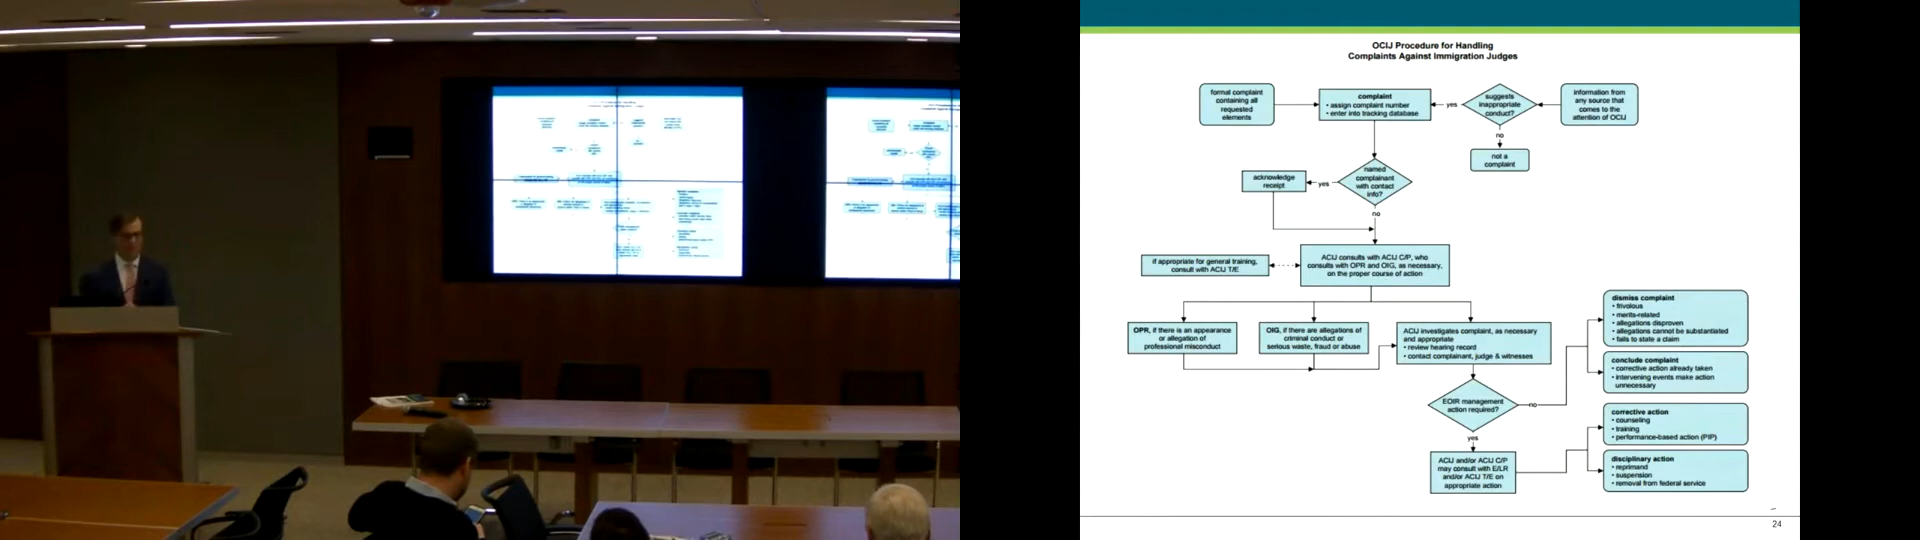 OCIJ Procedure for Handling
Complaints Against Immigration Judges
formal complaint
containing all
requested
elements
complaint
• assign complaint number
• enter into tracking database
yes
suggests
inappropriate
conduct?
information from
any source that
comes to the
attention of OCIJ
no
not a
complaint
acknowledge
receipt
yes
named
complainant
with contact
info?
no
if appropriate for general training,
consult with ACIJ T/E
ACIJ consults with ACIJ C/P, who
consults with OPR and OIG, as necessary,
on the proper course of action
OPR, if there is an appearance
or allegation of
professional misconduct
OIG, if there are allegations of
criminal conduct or
serious waste, fraud or abuse
ACIJ investigates complaint, as necessary
and appropriate
• review hearing record
• contact complainant, judge & witnesses
dismiss complaint
• frivolous
• merits-related
• allegations disproven
• allegations cannot be substantiated
• fails to state a claim
conclude complaint
• corrective action already taken
• intervening events make action
unnecessary
EOIR management
action required?
no
yes
corrective action
• counseling
• training
• performance-based action (PIP)
ACIJ and/or ACIJ C/P
may consult with E/LR
and/or ACIJ T/E on
appropriate action
disciplinary action
• reprimand
• suspension
• removal from federal service
24